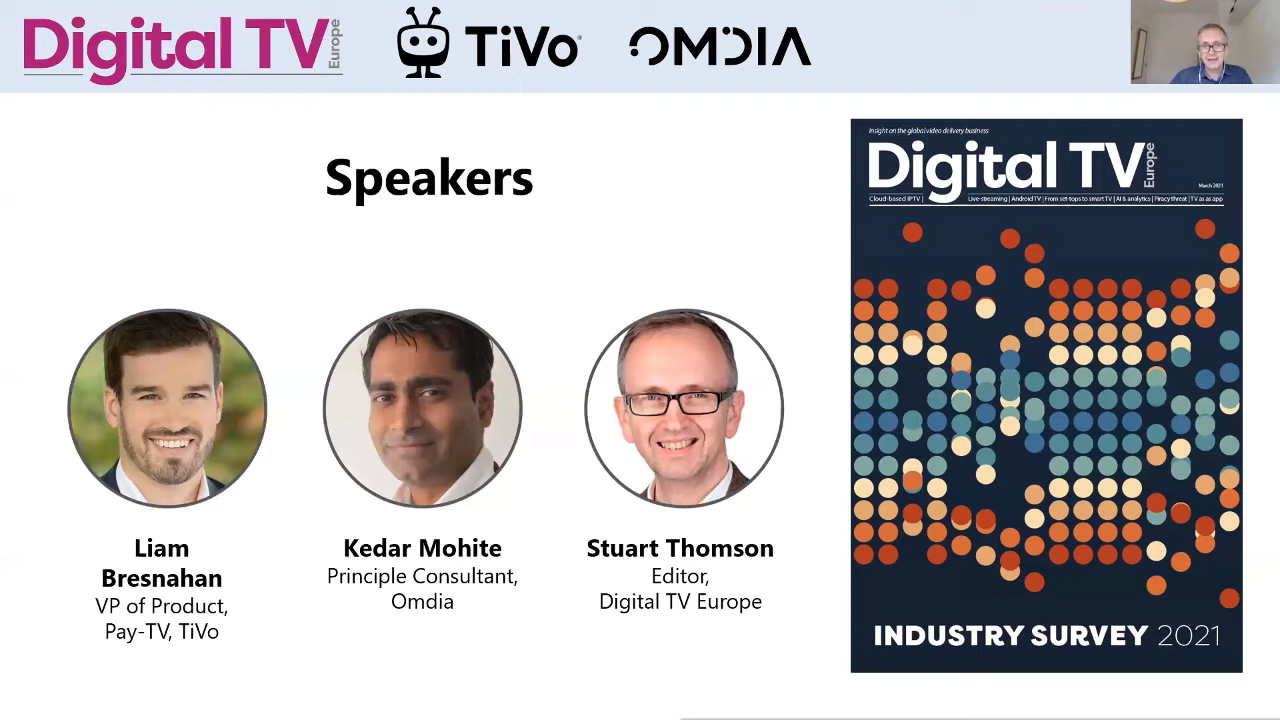 Digital TV Europe
TiVo
OMDIA
Speakers
Liam
Bresnahan
VP of Product,
Pay-TV, TiVo
Kedar Mohite
Principle Consultant,
Omdia
Stuart Thomson
Editor,
Digital TV Europe
Insight on the global video delivery business
Digital TV Europe
March 2021
Cloud-based IPTV | Live streaming | Android TV | From set-tops to smart TV | AI & analytics | Piracy threat | TV as as app
INDUSTRY SURVEY 2021